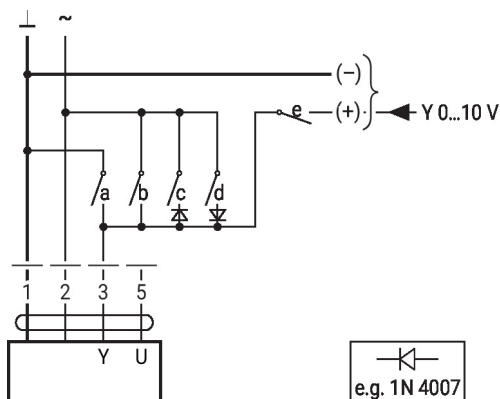 ⊥ ~
(–)
e (+) Y 0...10 V
a b c d
1 2 3 5
Y U
e.g. 1N 4007